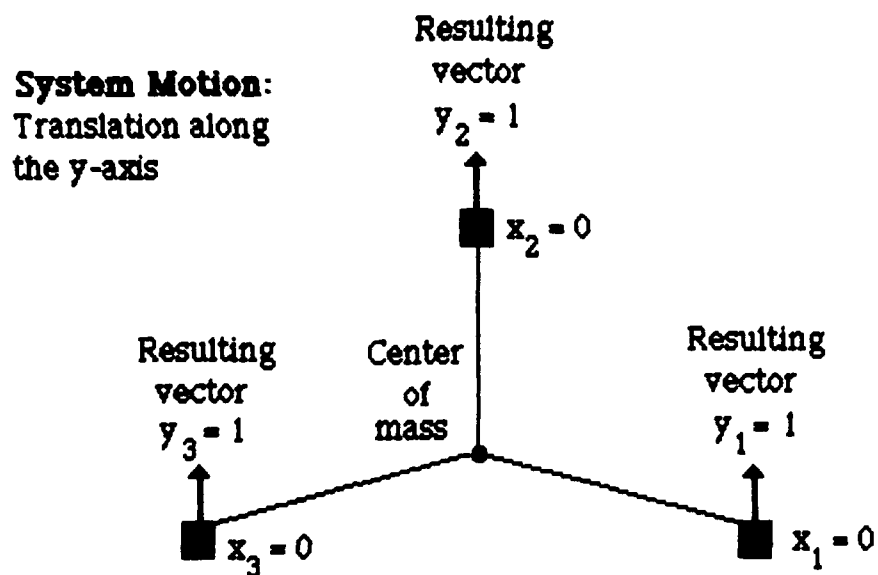 System Motion:
Translation along
the y-axis
Resulting
vector
y₂ = 1
x₂ = 0
Resulting
vector
y₃ = 1
x₃ = 0
Center
of
mass
Resulting
vector
y₁ = 1
x₁ = 0